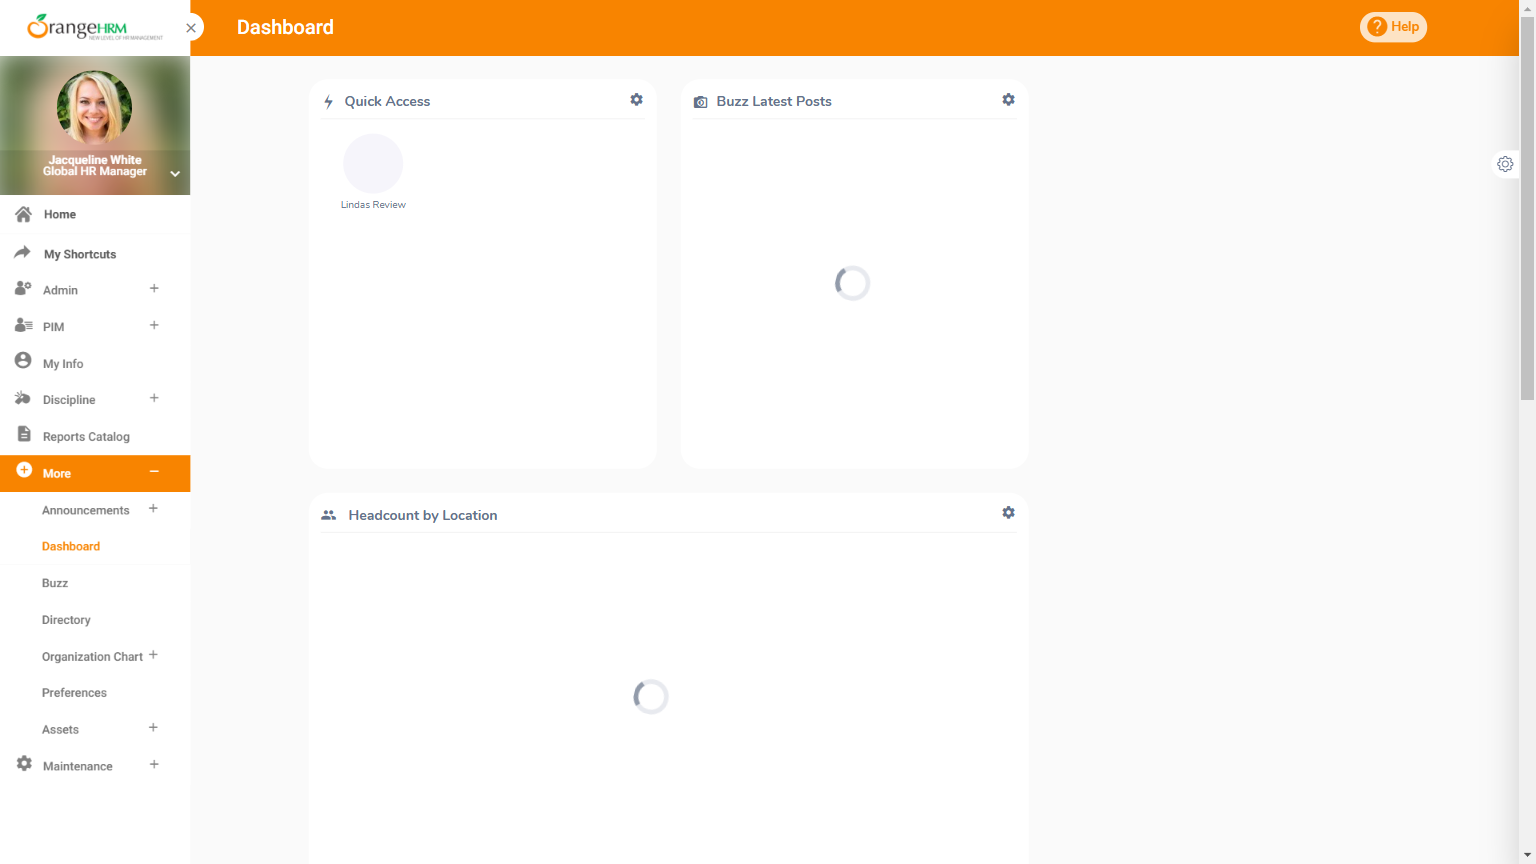 OrangeHRM
NEW LEVEL OF HR MANAGEMENT
Dashboard
Help
Jacqueline White
Global HR Manager
Home
My Shortcuts
Admin
PIM
My Info
Discipline
Reports Catalog
More
Announcements
Dashboard
Buzz
Directory
Organization Chart
Preferences
Assets
Maintenance
Quick Access
Lindas Review
Buzz Latest Posts
Headcount by Location